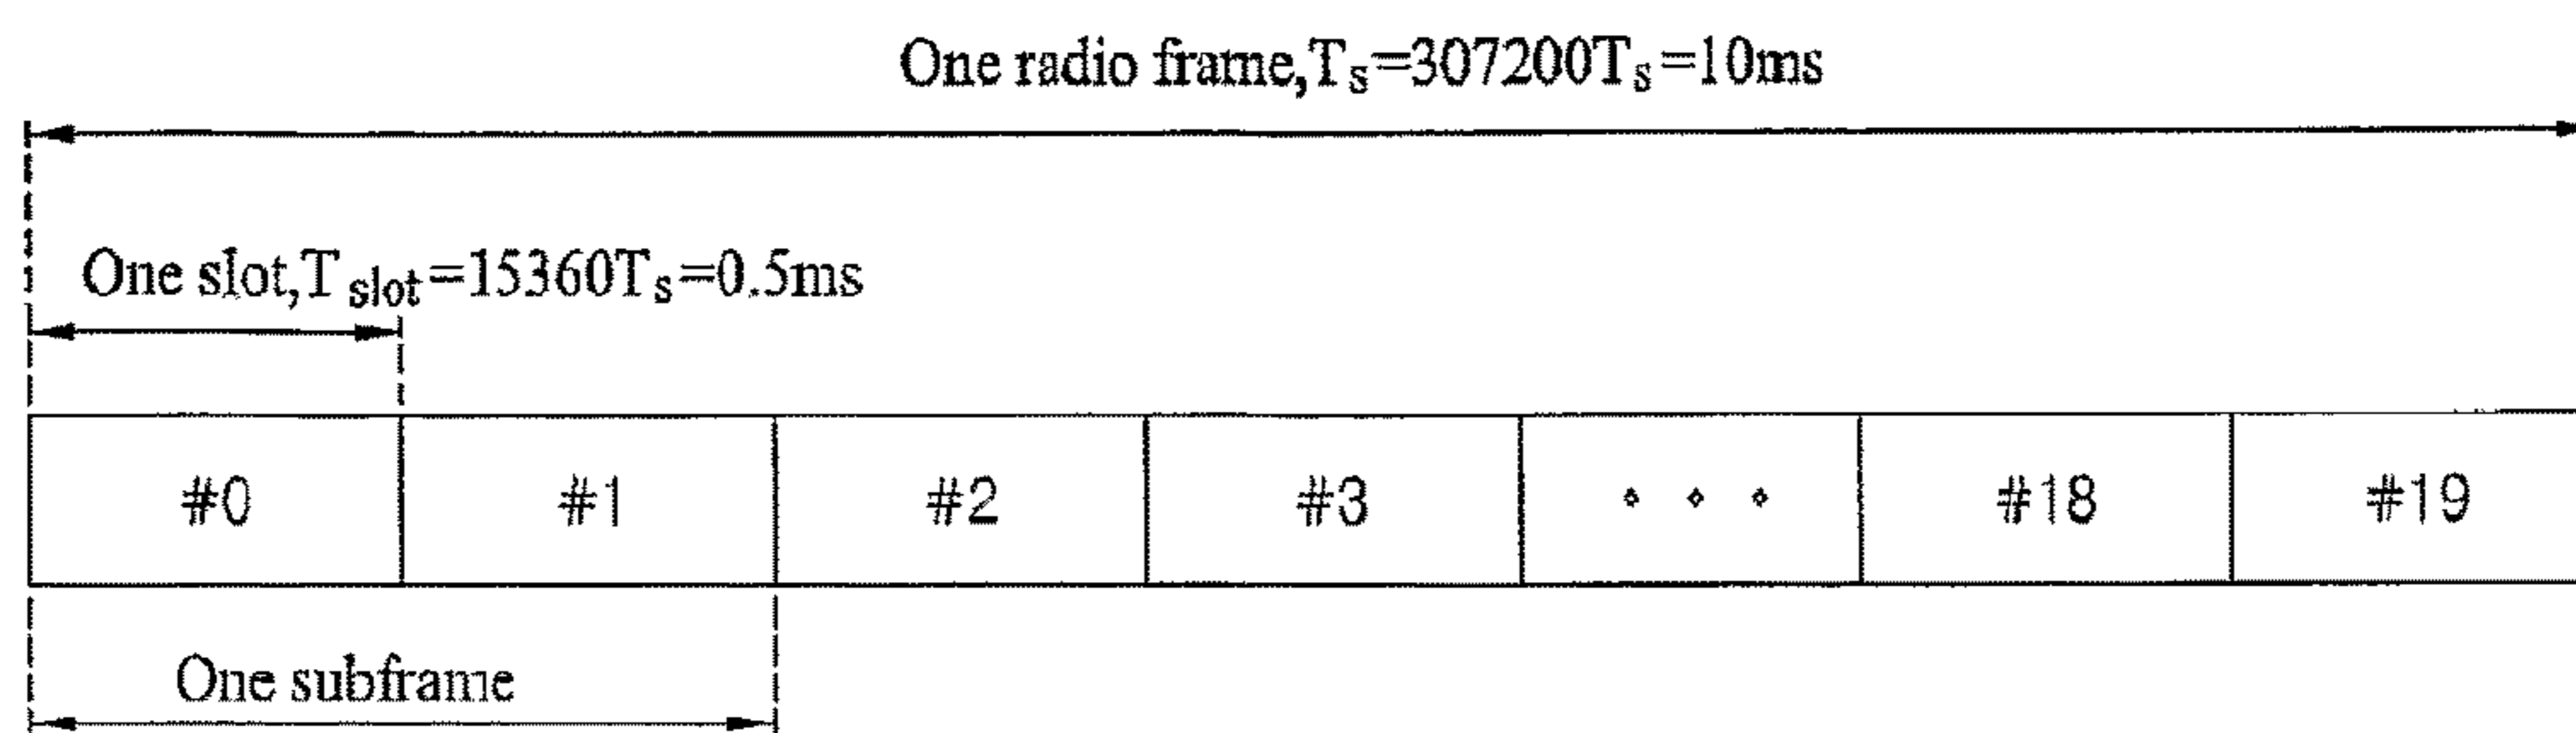 One radio frame,Ts=307200Ts=10ms
One slot,Tslot=15360Ts=0.5ms
#0 #1 #2 #3 • • • #18 #19
One subframe